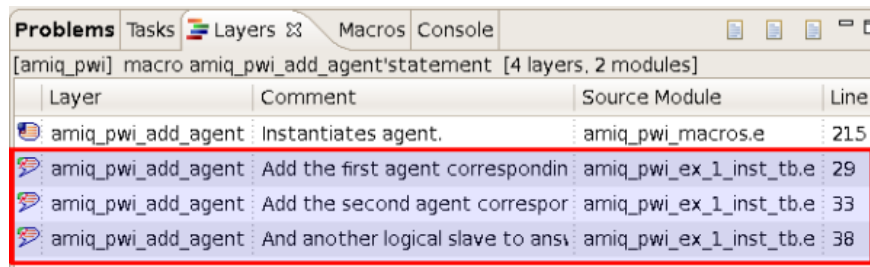 Problems Tasks Layers Macros Console
[amiq_pwi] macro amiq_pwi_add_agent'statement [4 layers, 2 modules]
Layer Comment Source Module Line
amiq_pwi_add_agent Instantiates agent. amiq_pwi_macros.e 215
amiq_pwi_add_agent Add the first agent correspondin amiq_pwi_ex_1_inst_tb.e 29
amiq_pwi_add_agent Add the second agent correspor amiq_pwi_ex_1_inst_tb.e 33
amiq_pwi_add_agent And another logical slave to amiq_pwi_ex_1_inst_tb.e 38